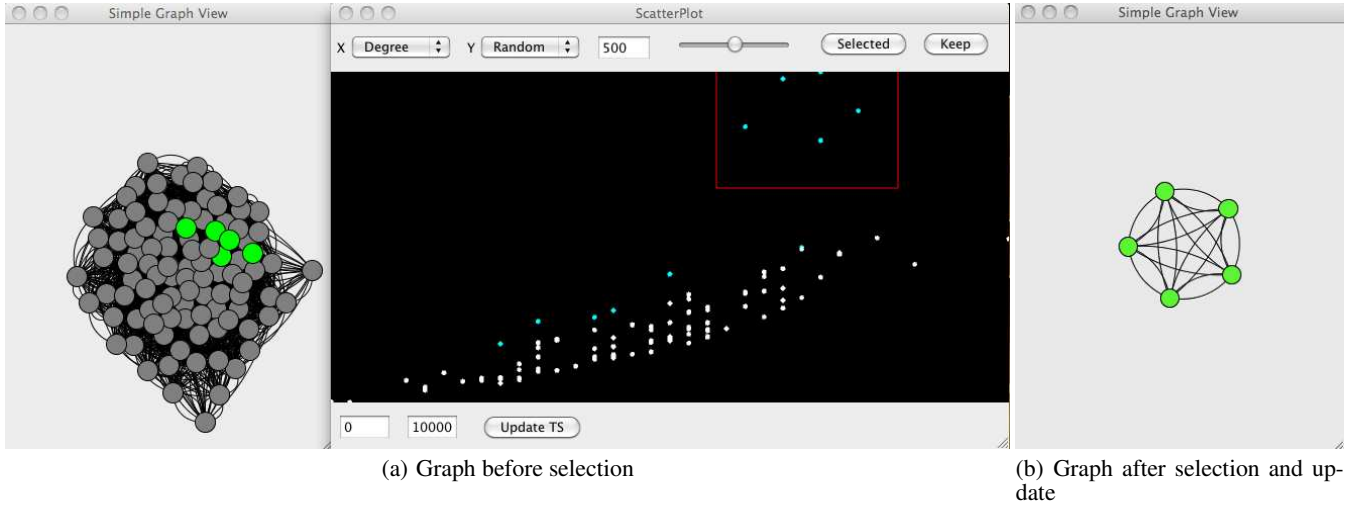 Simple Graph View
ScatterPlot
Simple Graph View
X Degree Y Random 500 Selected Keep
0 10000 Update TS
(a) Graph before selection
(b) Graph after selection and up-
date